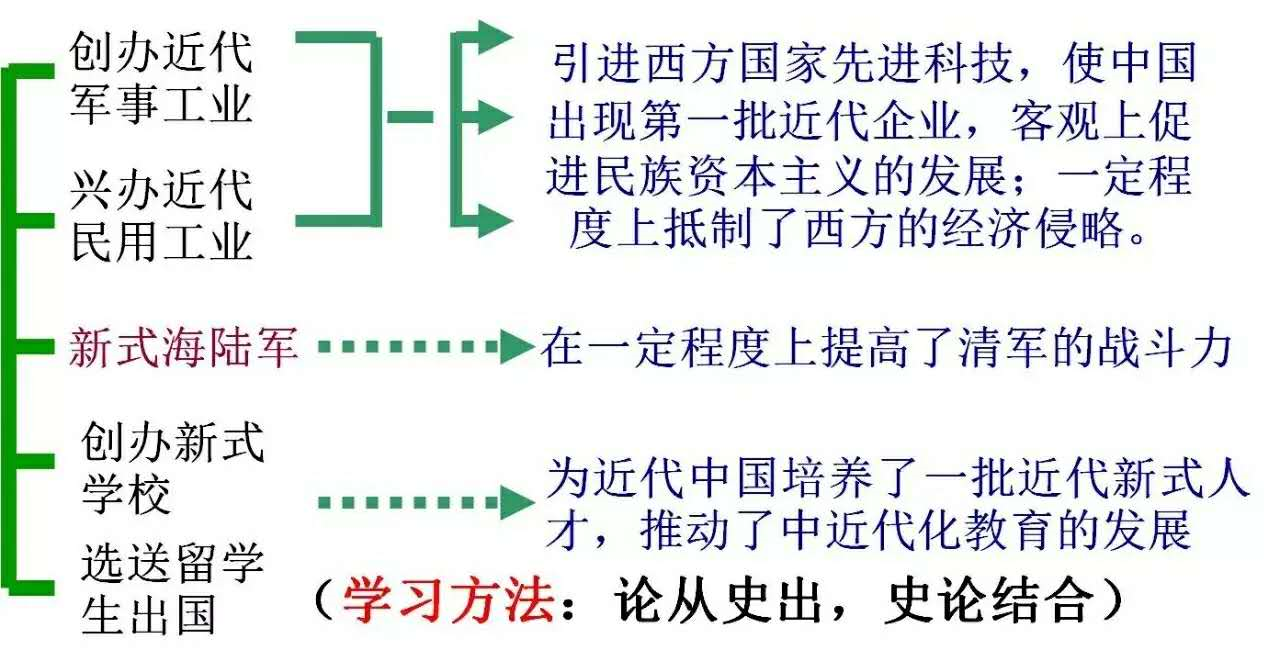 创办近代
军事工业
引进西方国家先进科技，使中国
出现第一批近代企业，客观上促
进民族资本主义的发展；一定程
度上抵制了西方的经济侵略。
兴办近代
民用工业
新式海陆军
在一定程度上提高了清军的战斗力
创办新式
学校
为近代中国培养了一批近代新式人
才，推动了中近代化教育的发展
选送留学
生出国
（学习方法：论从史出，史论结合）